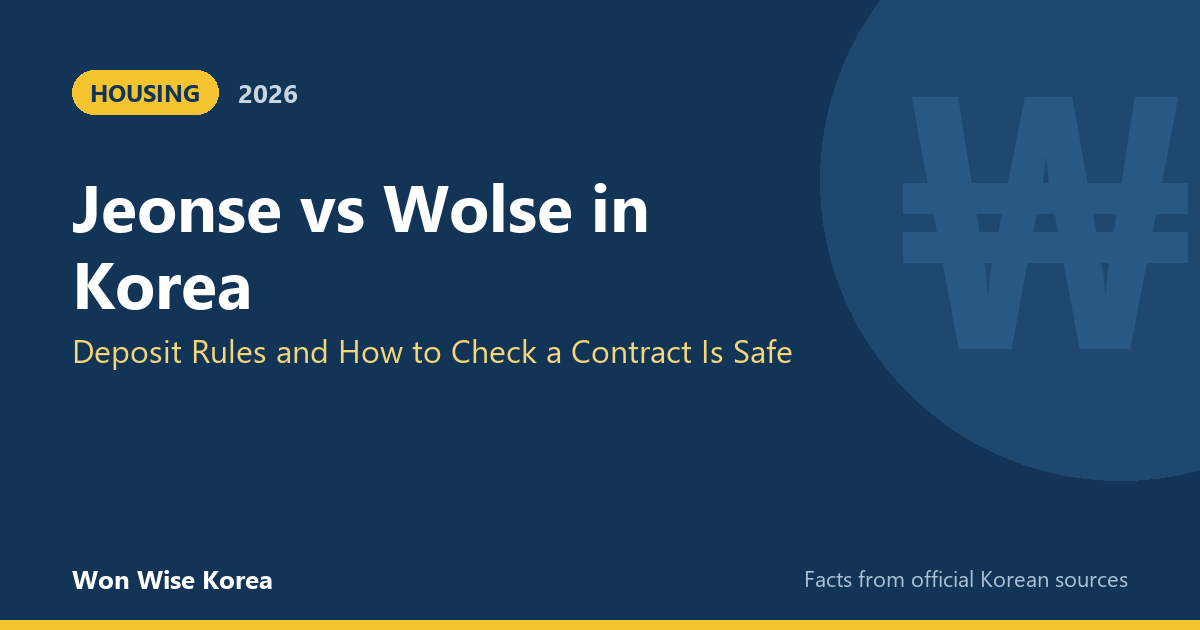 HOUSING 2026
Jeonse vs Wolse in
Korea
Deposit Rules and How to Check a Contract Is Safe
₩
Won Wise Korea
Facts from official Korean sources